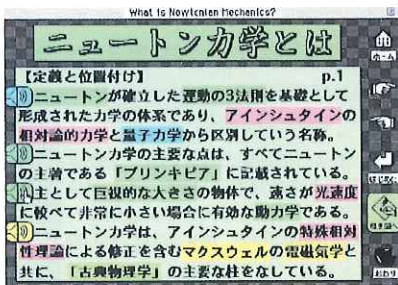 What is Newtonian Mechanics?
ニュートン力学とは
【定義と位置付け】 p.1
ニュートンが確立した運動の3法則を基礎として
形成された力学の体系であり、アインシュタインの
相対論的力学と量子力学から区別していう名称。
ニュートン力学の主要な点は、すべてニュートン
の主著である「プリンキピア」に記載されている。
主として巨視的な大きさの物体で、速さが光速度
に較べて非常に小さい場合に有効な動力学である。
ニュートン力学は、アインシュタインの特殊相対
性理論による修正を含むマクスウェルの電磁気学と
共に、「古典物理学」の主要な柱をなしている。
ホーム
はじめに
おわり